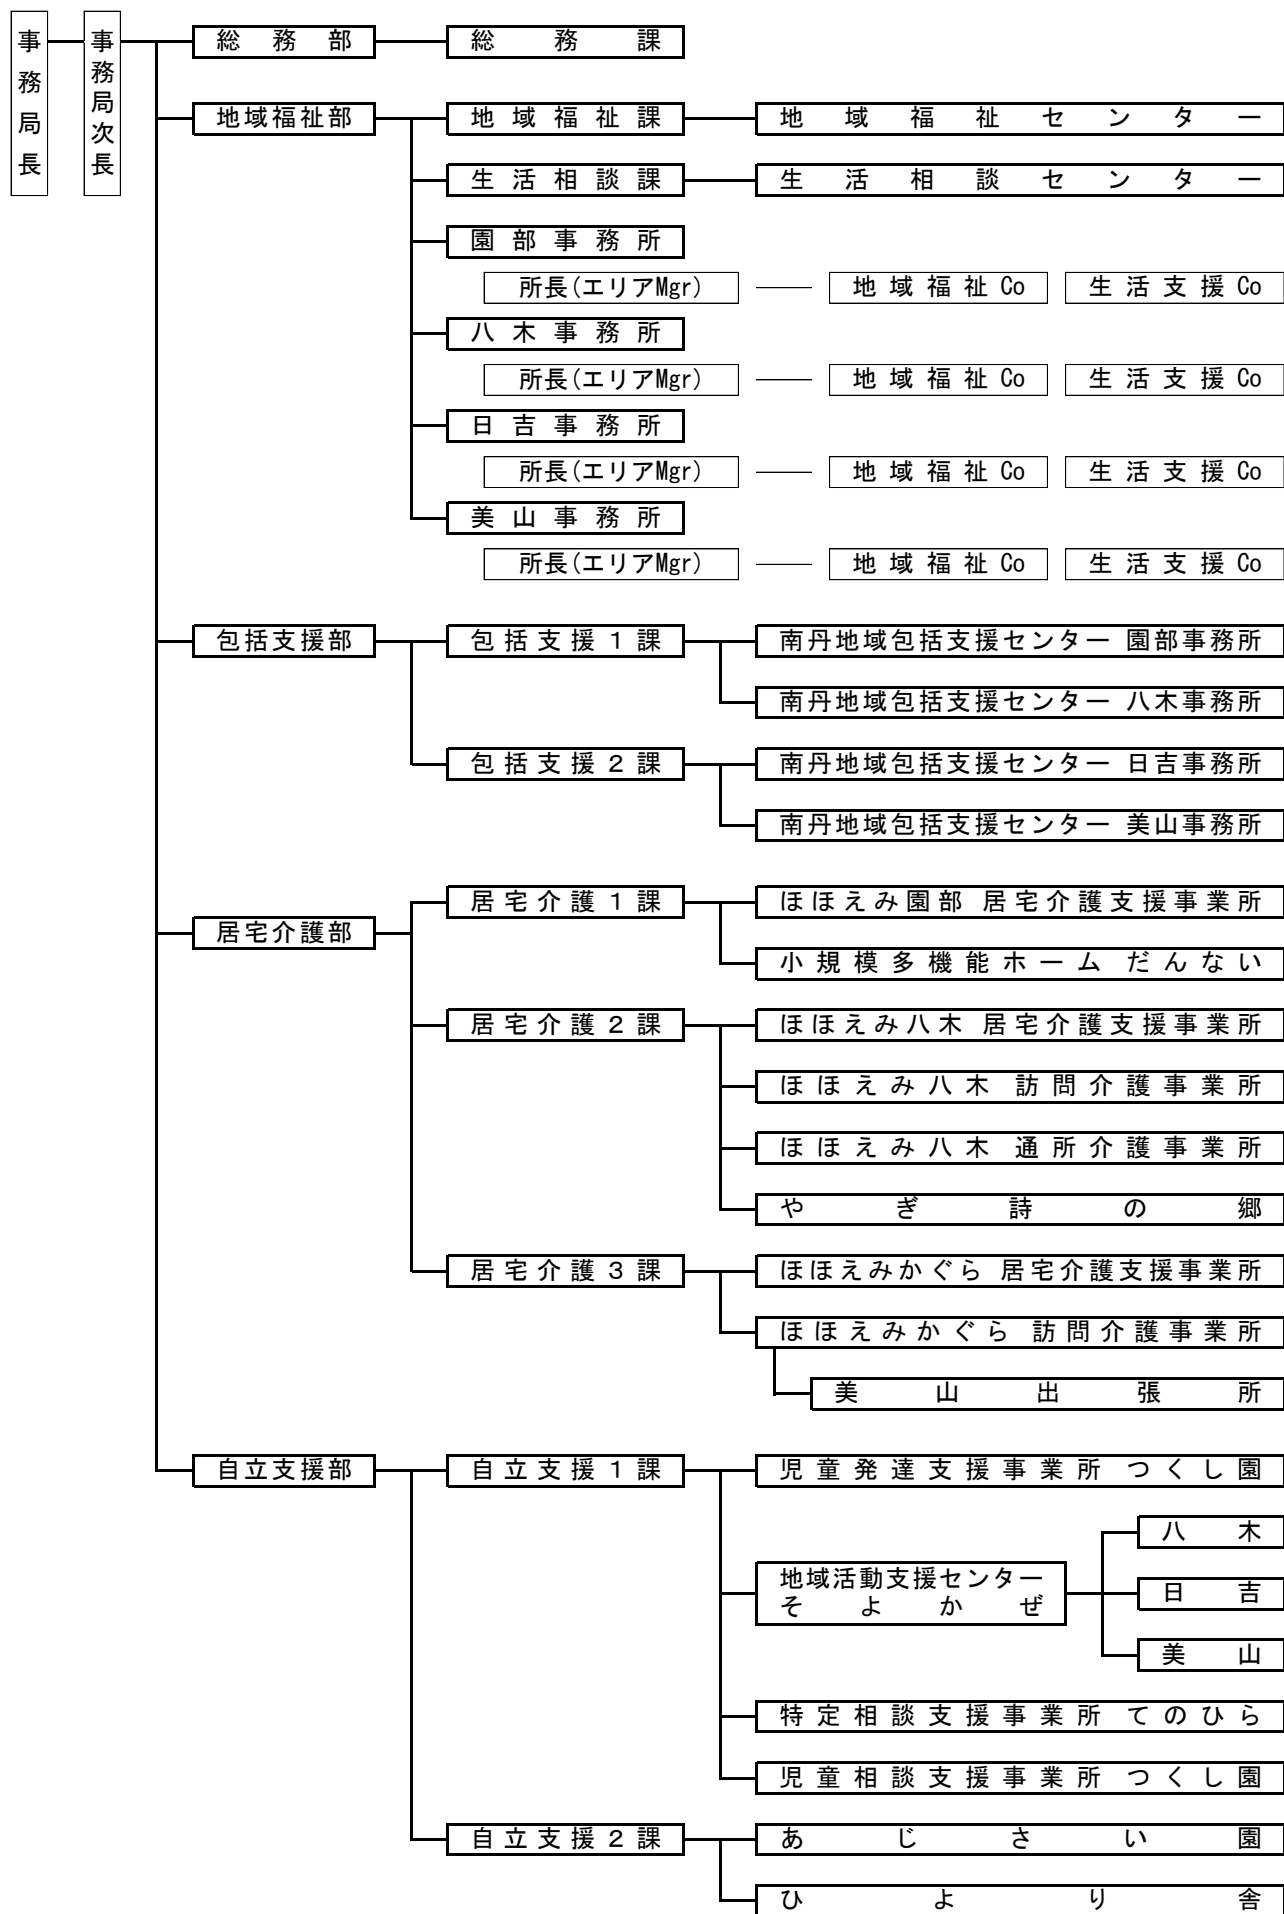 事務局長
事務局次長
総務部 総務課
地域福祉部 地域福祉課 地域福祉センター
生活相談課 生活相談センター
園部事務所
所長(エリアMgr) 地域福祉Co 生活支援Co
八木事務所
所長(エリアMgr) 地域福祉Co 生活支援Co
日吉事務所
所長(エリアMgr) 地域福祉Co 生活支援Co
美山事務所
所長(エリアMgr) 地域福祉Co 生活支援Co
包括支援部 包括支援1課 南丹地域包括支援センター 園部事務所
南丹地域包括支援センター 八木事務所
包括支援2課 南丹地域包括支援センター 日吉事務所
南丹地域包括支援センター 美山事務所
居宅介護1課 ほほえみ園部 居宅介護支援事業所
居宅介護部
小規模多機能ホーム だんない
居宅介護2課 ほほえみ八木 居宅介護支援事業所
ほほえみ八木 訪問介護事業所
ほほえみ八木 通所介護事業所
やぎ詩の郷
居宅介護3課 ほほえみかぐら 居宅介護支援事業所
ほほえみかぐら 訪問介護事業所
美山出張所
自立支援部 自立支援1課 児童発達支援事業所 つくし園
八木
地域活動支援センター
そよかぜ
日吉
美山
特定相談支援事業所 てのひら
児童相談支援事業所 つくし園
自立支援2課 あじさい園
ひより舎